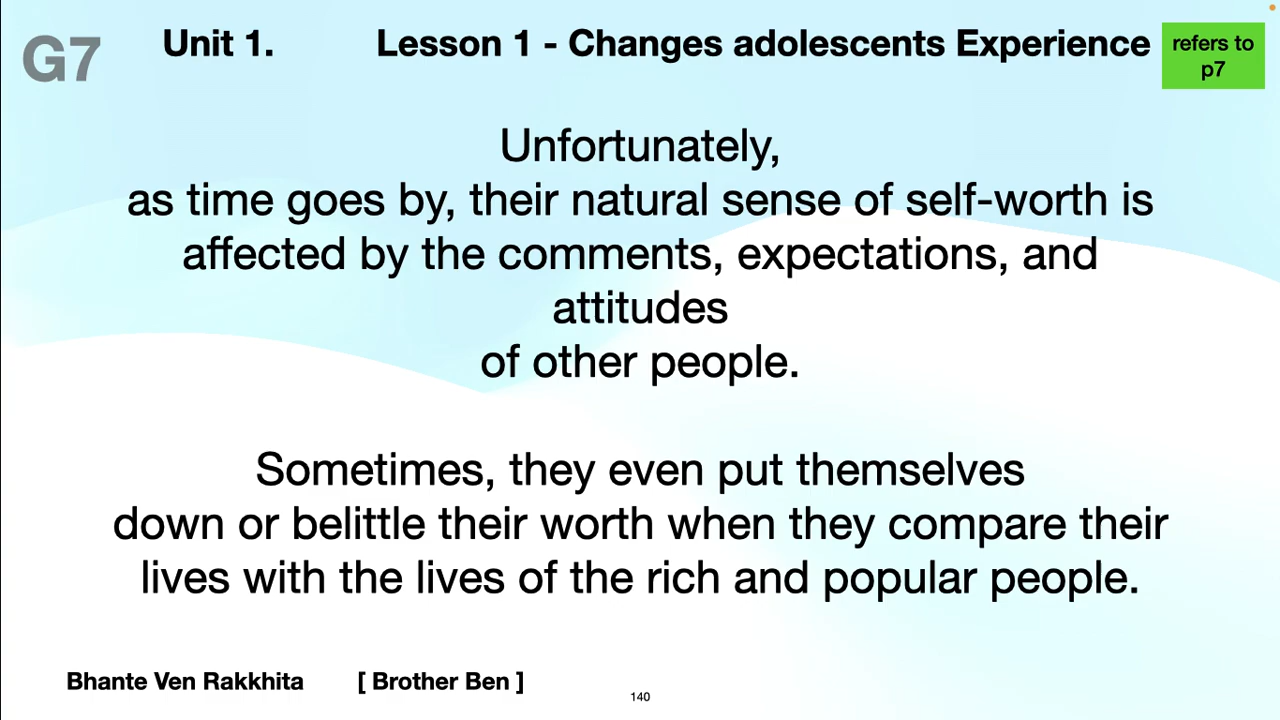 G7
Unit 1. Lesson 1 - Changes adolescents Experience
refers to
p7
Unfortunately,
as time goes by, their natural sense of self-worth is
affected by the comments, expectations, and
attitudes
of other people.
Sometimes, they even put themselves
down or belittle their worth when they compare their
lives with the lives of the rich and popular people.
Bhante Ven Rakkhita [ Brother Ben ]
140